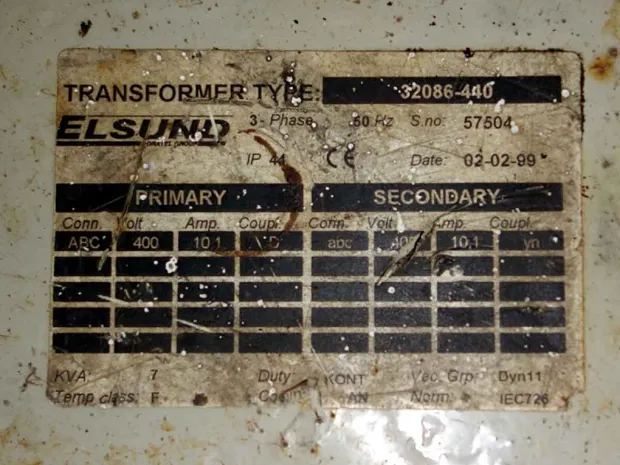 TRANSFORMER TYPE: 32086-440
ELSUND 3- Phase 60 Hz S.no: 57504
IP 44 CE Date: 02-02-99
PRIMARY SECONDARY
Conn. Volt Amp. Coupl. Conn. Volt Amp. Coupl.
ABC 400 10,1 abc 10,1 yn
KVA: 7 Duty: KONT Vec. Grp: Dyn11
Temp class: F AN Norm. IEC726